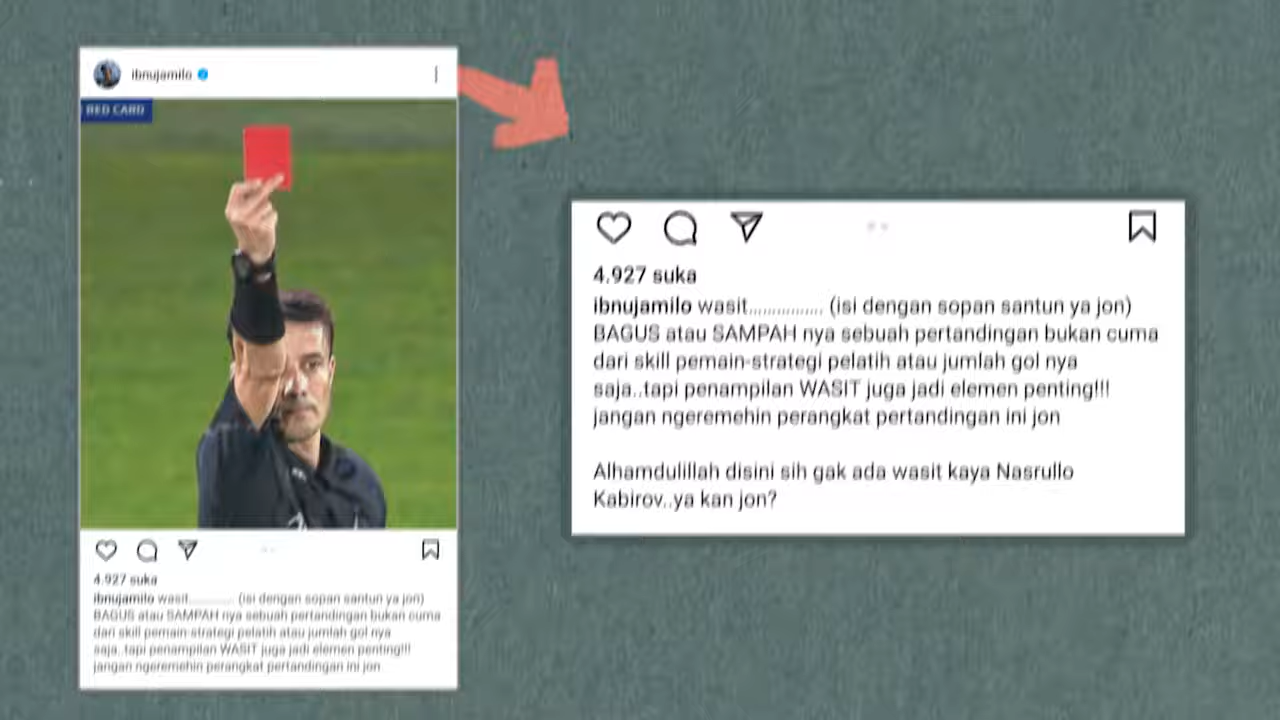 ibnujamilo
RED CARD
4.927 suka
ibnujamilo wasit............... (isi dengan sopan santun ya jon)
BAGUS atau SAMPAH nya sebuah pertandingan bukan cuma
dari skill pemain-strategi pelatih atau jumlah gol nya
saja..tapi penampilan WASIT juga jadi elemen penting!!!
jangan ngeremehin perangkat pertandingan ini jon
4.927 suka
ibnujamilo wasit............... (isi dengan sopan santun ya jon)
BAGUS atau SAMPAH nya sebuah pertandingan bukan cuma
dari skill pemain-strategi pelatih atau jumlah gol nya
saja..tapi penampilan WASIT juga jadi elemen penting!!!
jangan ngeremehin perangkat pertandingan ini jon
Alhamdulillah disini sih gak ada wasit kaya Nasrullo
Kabirov..ya kan jon?